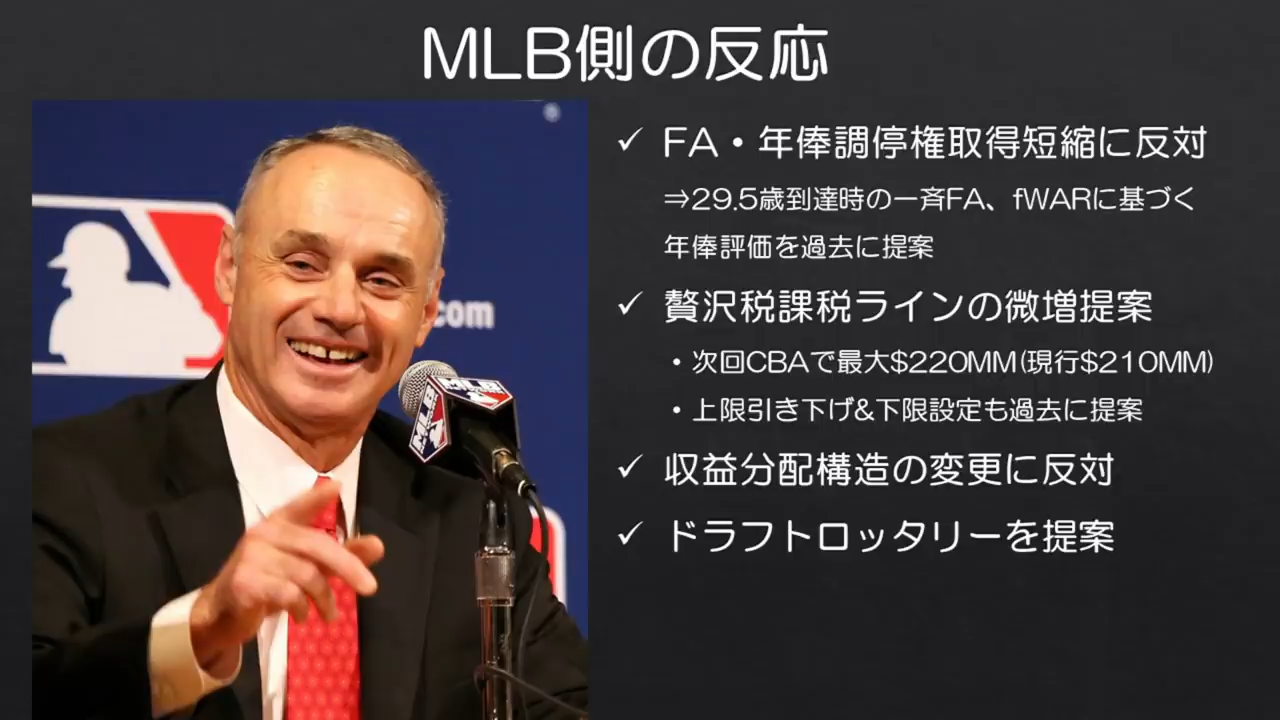 MLB側の反応
✓ FA・年俸調停権取得短縮に反対
⇒29.5歳到達時の一斉FA、fWARに基づく
年俸評価を過去に提案
✓ 贅沢税課税ラインの微増提案
・次回CBAで最大$220MM(現行$210MM)
・上限引き下げ&下限設定も過去に提案
✓ 収益分配構造の変更に反対
✓ ドラフトロッタリーを提案
.com
MLB
MLB